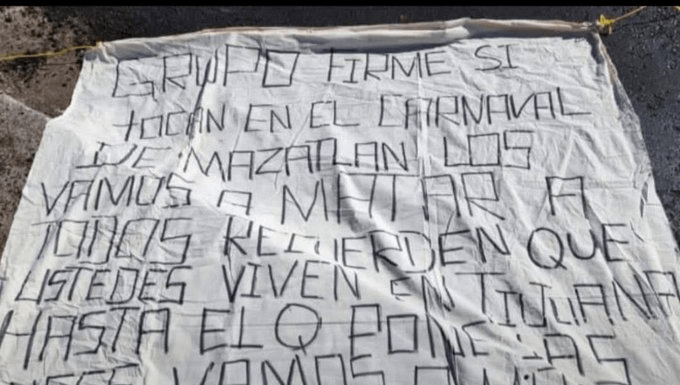 GRUPO FIRME SI
TOCAN EN EL CARNAVAL
DE MAZATLAN LOS
VAMOS A MATAR A
TODOS RECUERDEN QUE
USTEDES VIVEN EN TIJUANA
HASTA EL Q PONE LAS
VAMOS A